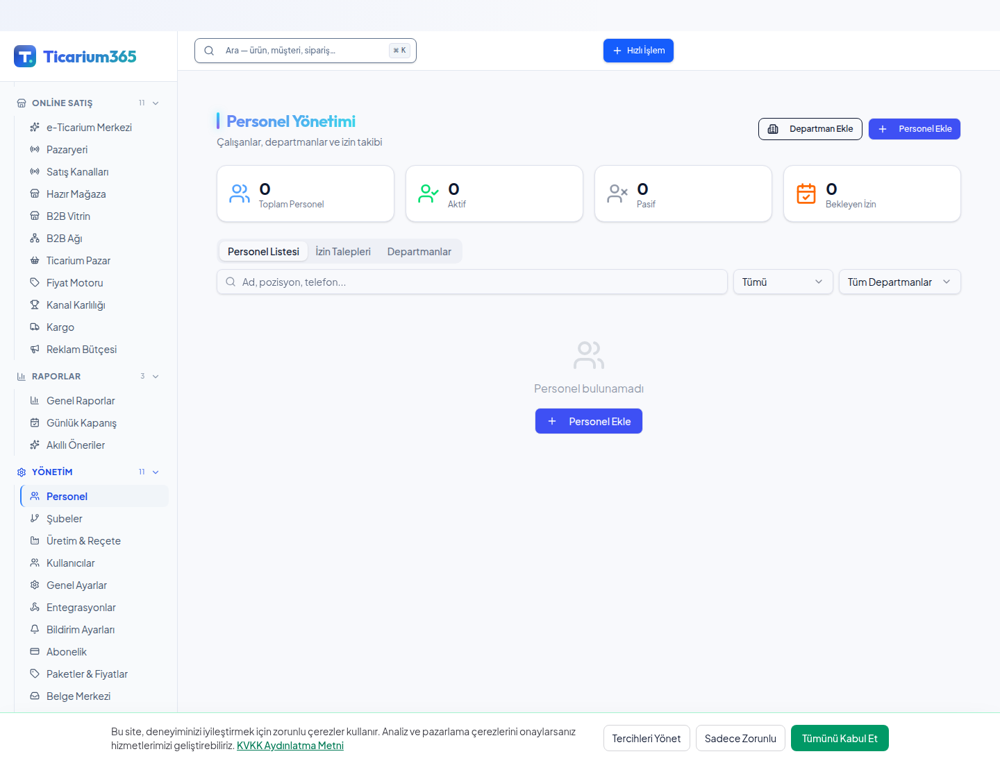 Ticarium365
Ara — ürün, müşteri, sipariş...
⌘ K
Hızlı İşlem
ONLİNE SATIŞ 11
e-Ticarium Merkezi
Pazaryeri
Satış Kanalları
Hazır Mağaza
B2B Vitrin
B2B Ağı
Ticarium Pazar
Fiyat Motoru
Kanal Karlılığı
Kargo
Reklam Bütçesi
RAPORLAR 3
Genel Raporlar
Günlük Kapanış
Akıllı Öneriler
YÖNETİM 11
Personel
Şubeler
Üretim & Reçete
Kullanıcılar
Genel Ayarlar
Entegrasyonlar
Bildirim Ayarları
Abonelik
Paketler & Fiyatlar
Belge Merkezi
Personel Yönetimi
Çalışanlar, departmanlar ve izin takibi
Departman Ekle
Personel Ekle
0
Toplam Personel
0
Aktif
0
Pasif
0
Bekleyen İzin
Personel Listesi
İzin Talepleri
Departmanlar
Ad, pozisyon, telefon...
Tümü
Tüm Departmanlar
Personel bulunamadı
Personel Ekle
Bu site, deneyiminizi iyileştirmek için zorunlu çerezler kullanır. Analiz ve pazarlama çerezlerini onaylarsanız
hizmetlerimizi geliştirebiliriz. KVKK Aydınlatma Metni
Tercihleri Yönet
Sadece Zorunlu
Tümünü Kabul Et